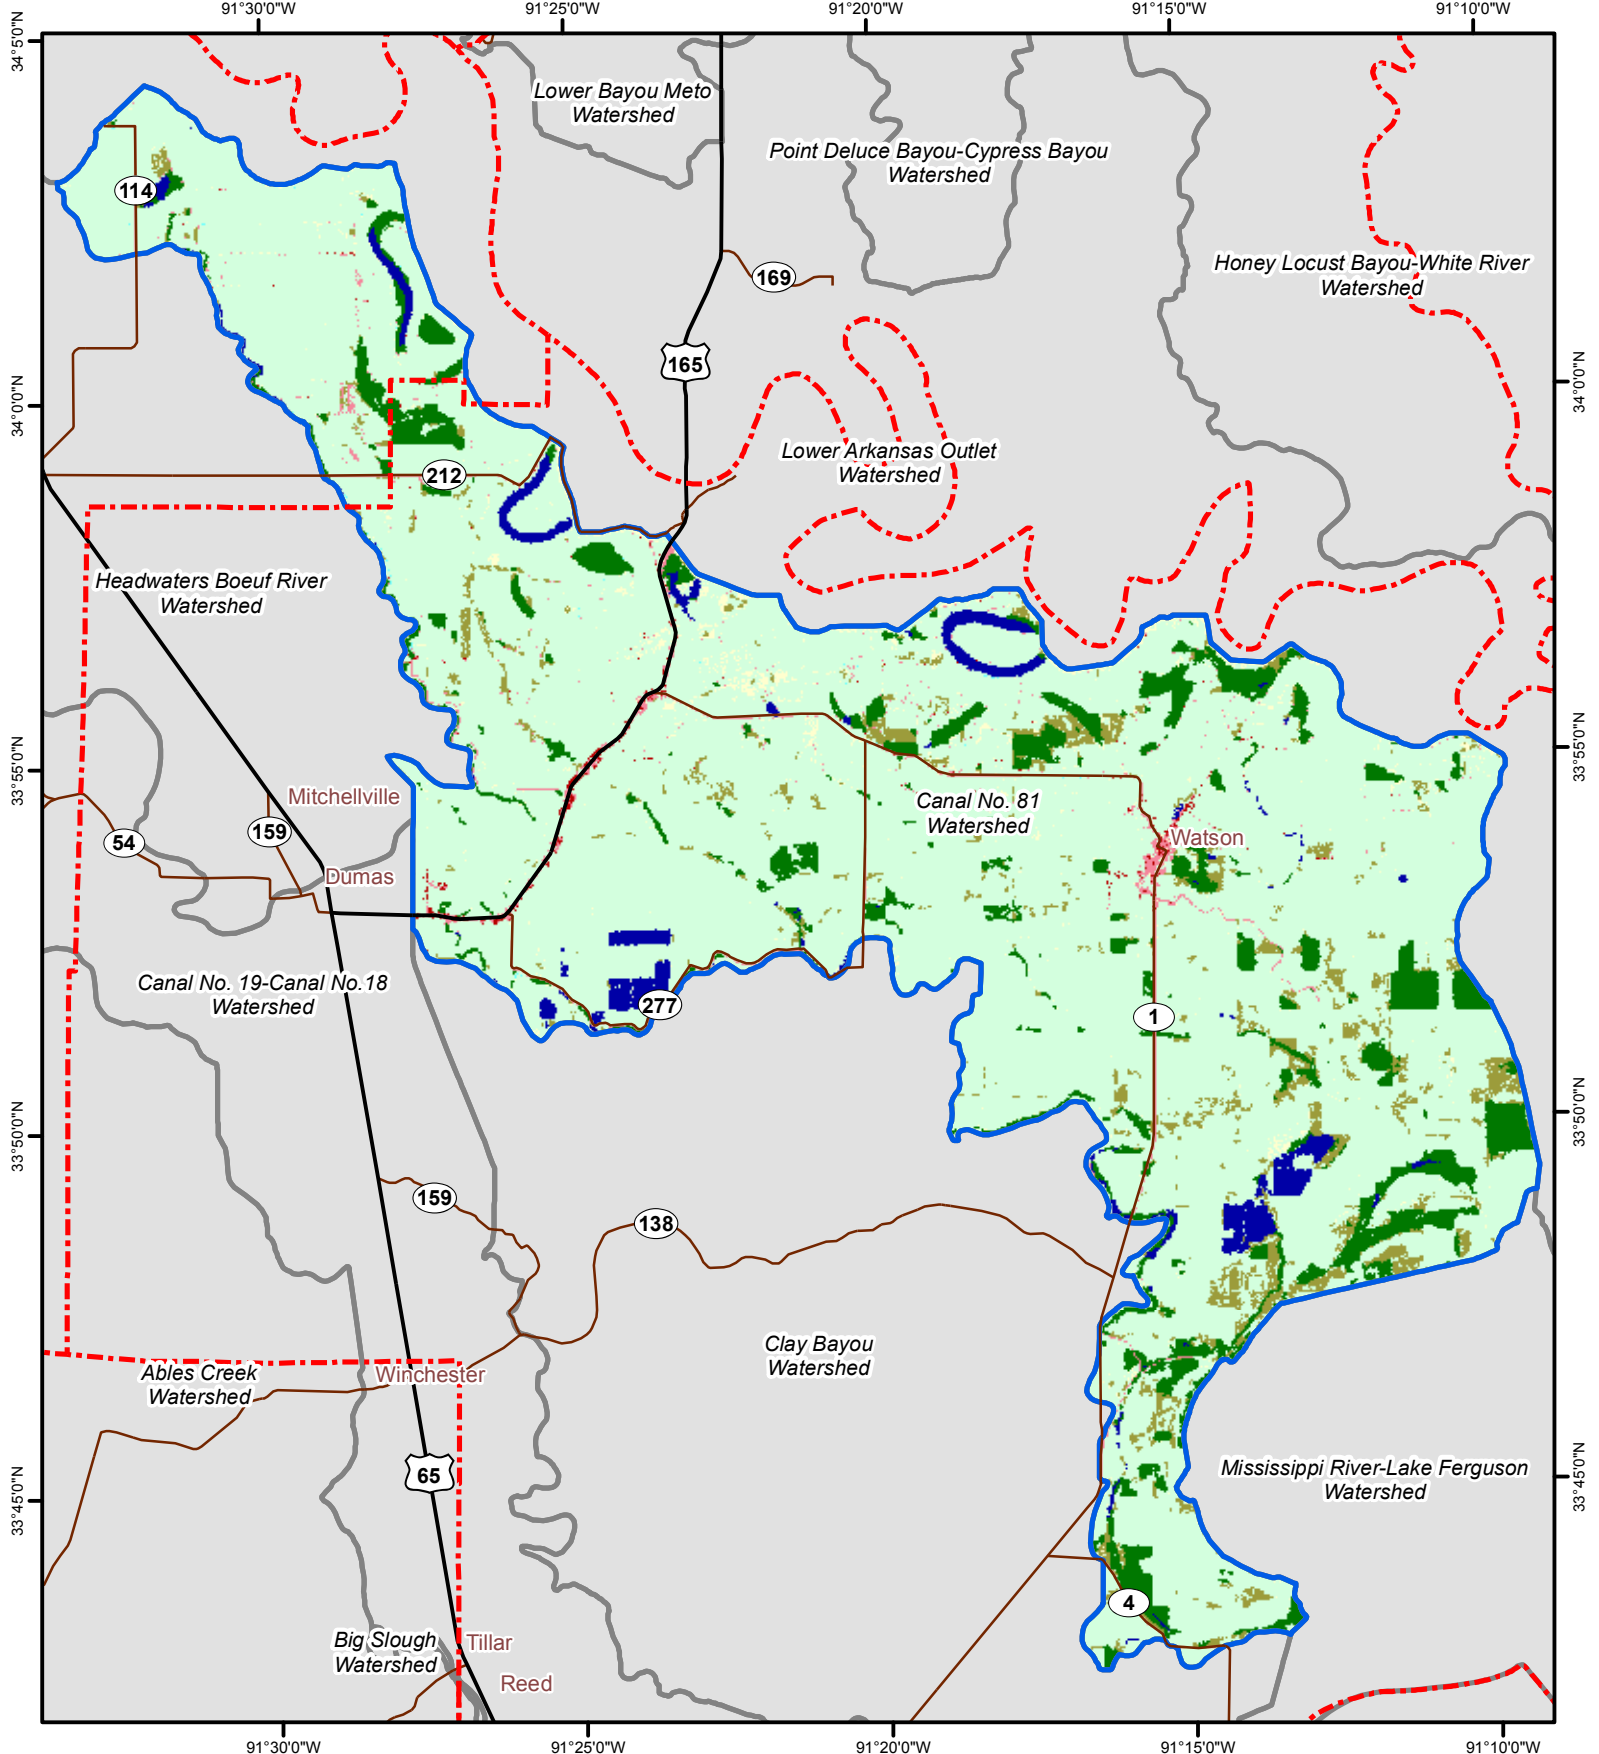 91°30'0"W
91°25'0"W
91°20'0"W
91°15'0"W
91°10'0"W
34°5'0"N
Lower Bayou Meto
Watershed
Point Deluce Bayou-Cypress Bayou
Watershed
114
Honey Locust Bayou-White River
Watershed
169
165
34°0'0"N
34°0'0"N
Lower Arkansas Outlet
Watershed
212
Headwaters Boeuf River
Watershed
33°55'0"N
33°55'0"N
Mitchellville
Canal No. 81
Watershed
159
54
Watson
Dumas
Canal No. 19-Canal No.18
Watershed
277
1
33°50'0"N
33°50'0"N
159
138
Clay Bayou
Watershed
Ables Creek
Watershed
Winchester
65
Mississippi River-Lake Ferguson
Watershed
33°45'0"N
33°45'0"N
4
Big Slough
Watershed
Tillar
Reed
91°30'0"W
91°25'0"W
91°20'0"W
91°15'0"W
91°10'0"W